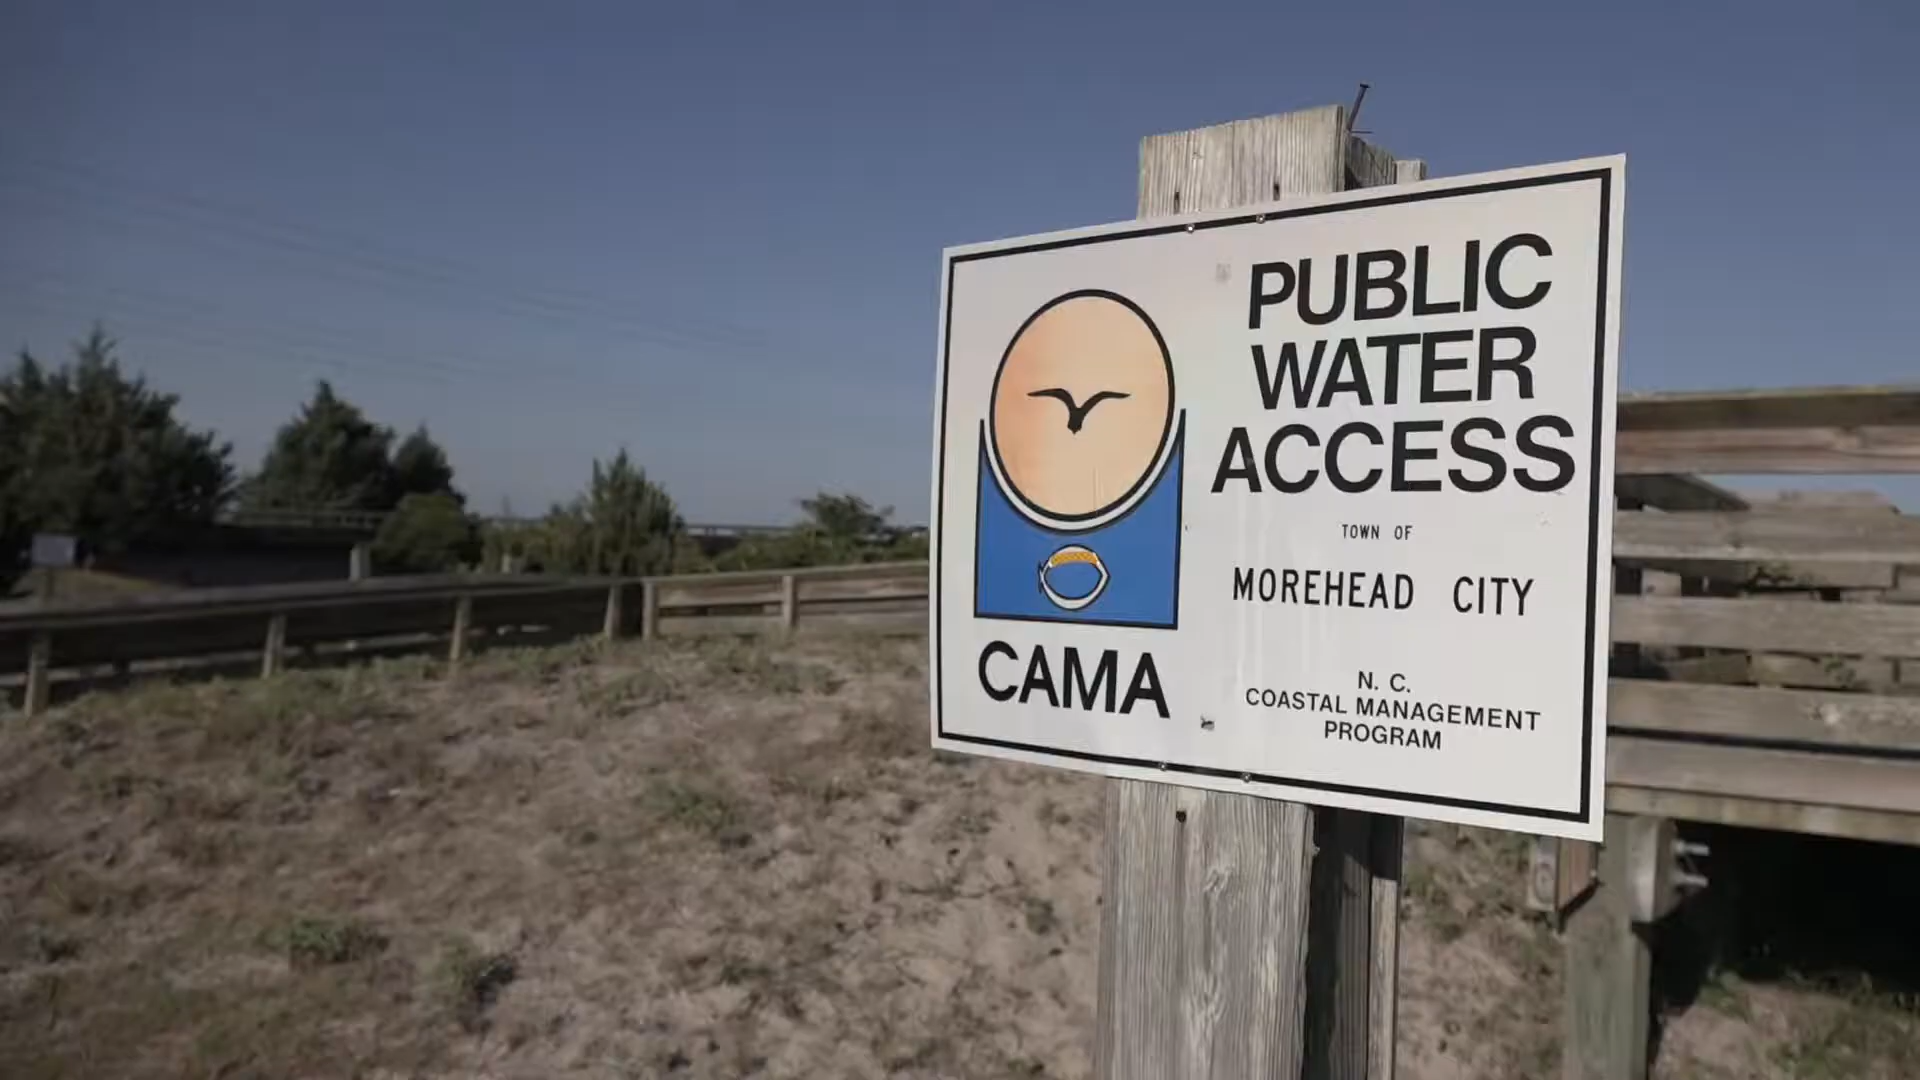 PUBLIC
WATER
ACCESS
TOWN OF
MOREHEAD CITY
N. C.
COASTAL MANAGEMENT
PROGRAM
CAMA